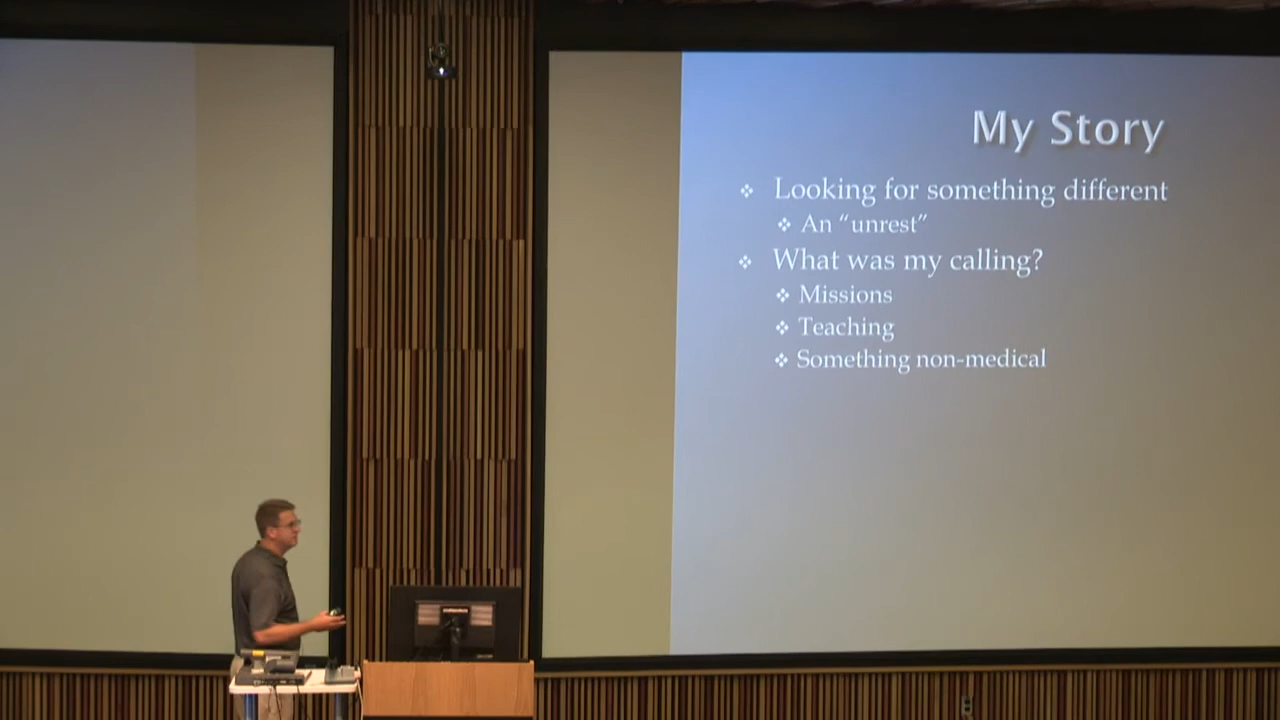 My Story
❖ Looking for something different
❖ An “unrest”
❖ What was my calling?
❖ Missions
❖ Teaching
❖ Something non-medical